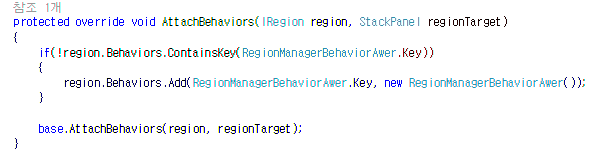 참조 1개
protected override void AttachBehaviors(IRegion region, StackPanel regionTarget)
{
if(!region.Behaviors.ContainsKey(RegionManagerBehaviorAwer.Key))
{
region.Behaviors.Add(RegionManagerBehaviorAwer.Key, new RegionManagerBehaviorAwer());
}
base.AttachBehaviors(region, regionTarget);
}